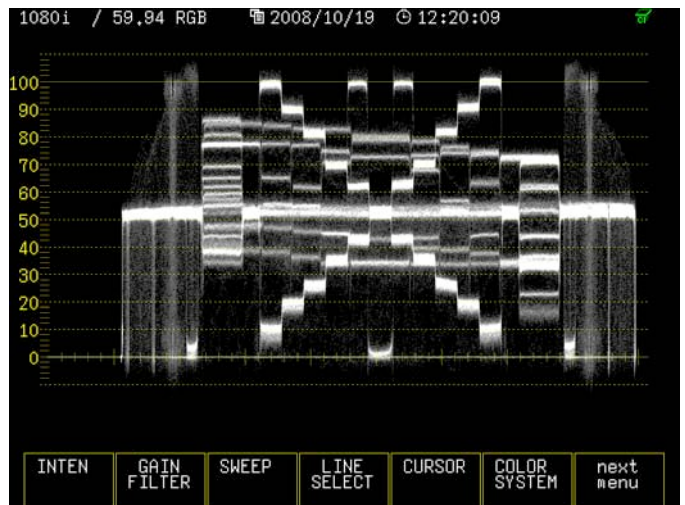 1080i / 59.94 RGB 2008/10/19 12:20:09
100
90
80
70
60
50
40
30
20
10
0
INTEN
GAIN
FILTER
SWEEP
LINE
SELECT
CURSOR
COLOR
SYSTEM
next
menu